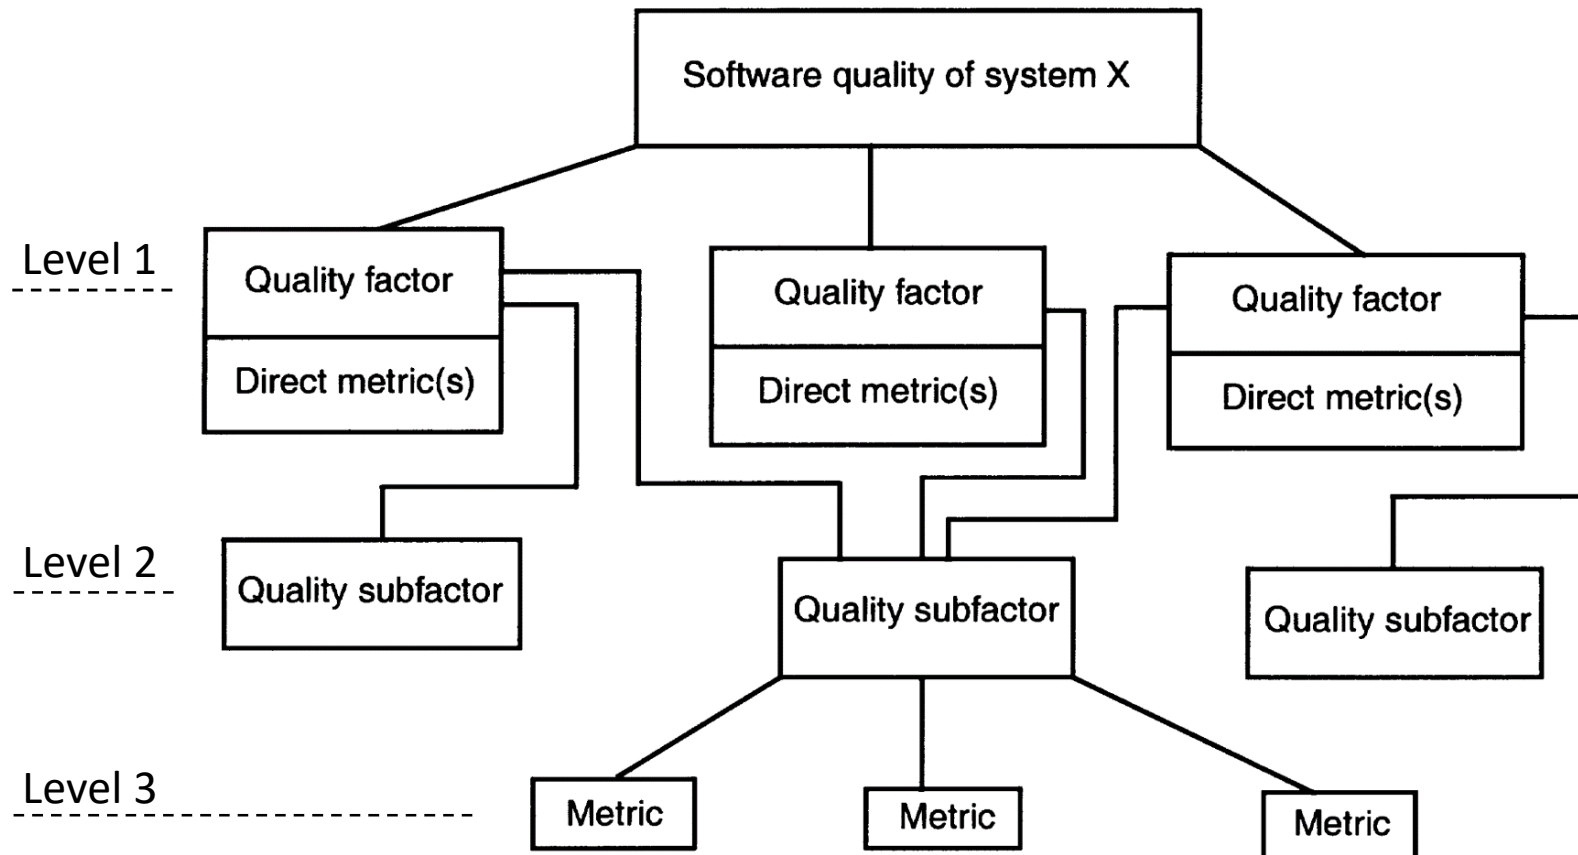 Software quality of system X
Level 1
Quality factor
Direct metric(s)
Quality factor
Direct metric(s)
Quality factor
Direct metric(s)
Level 2
Quality subfactor
Quality subfactor
Quality subfactor
Level 3
Metric
Metric
Metric